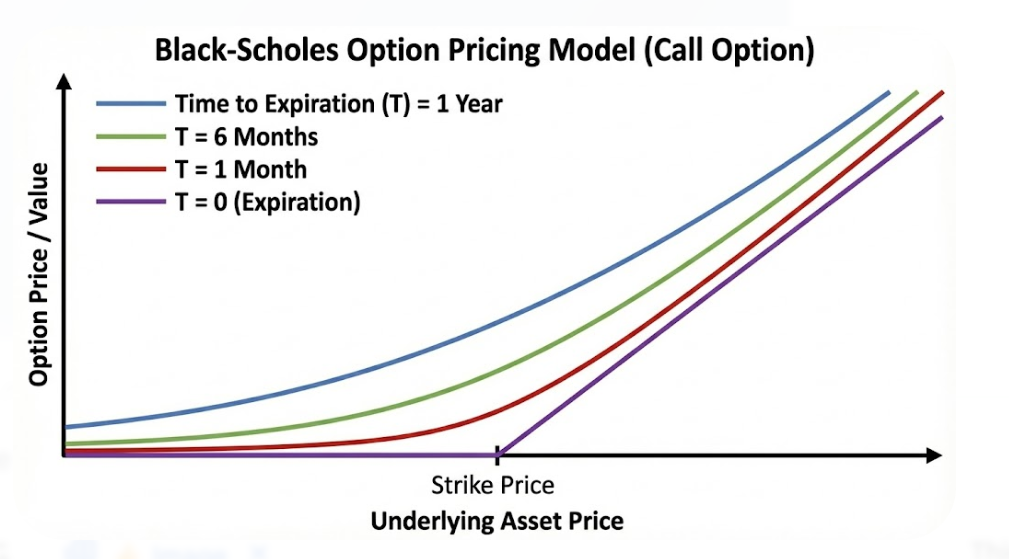 Black-Scholes Option Pricing Model (Call Option)
Time to Expiration (T) = 1 Year
T = 6 Months
T = 1 Month
T = 0 (Expiration)
Option Price / Value
Strike Price
Underlying Asset Price